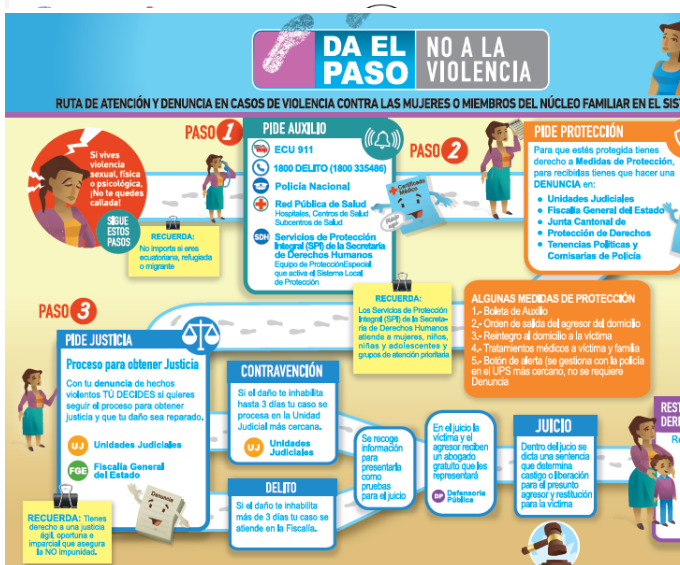 DA EL
PASO
NO A LA
VIOLENCIA
RUTA DE ATENCIÓN Y DENUNCIA EN CASOS DE VIOLENCIA CONTRA LAS MUJERES O MIEMBROS DEL NÚCLEO FAMILIAR EN EL SIS
Si vives
violencia
sexual, física
o psicológica,
¡No te quedes
callada!
SIGUE
ESTOS
PASOS
RECUERDA:
No importa si eres
ecuatoriana, refugiada
o migrante
PASO 1
PIDE AUXILIO
ECU 911
1800 DELITO (1800 335486)
Policía Nacional
Red Pública de Salud
Hospitales, Centros de Salud
Subcentros de Salud
SDH
Servicios de Protección
Integral (SPI) de la Secretaría
de Derechos Humanos
Equipo de ProtecciónEspecial
que activa el Sistema Local
de Protección
PASO 2
Certificado
Médico
RECUERDA:
Los Servicios de Protección
Integral (SPI) de la Secreta-
ría de Derechos Humanos
atiende a mujeres, niños,
niñas y adolescentes y
grupos de atención prioritaria
PIDE PROTECCIÓN
Para que estés protegida tienes
derecho a Medidas de Protección,
para recibirlas tienes que hacer una
DENUNCIA en:
• Unidades Judiciales
• Fiscalía General del Estado
• Junta Cantonal de
• Protección de Derechos
• Tenencias Políticas y
Comisarías de Policía
ALGUNAS MEDIDAS DE PROTECCIÓN
1.- Boleta de Auxilio
2.- Orden de salida del agresor del domicilio
3.- Reintegro al domicilio a la víctima
4.- Tratamientos médicos a víctima y familia
5.- Botón de alerta (se gestiona con la policía
en el UPS más cercano, no se requiere
Denuncia
PASO 3
PIDE JUSTICIA
Proceso para obtener Justicia
Con tu denuncia de hechos
violentos TÚ DECIDES si quieres
seguir el proceso para obtener
justicia y que tu daño sea reparado.
UJ Unidades Judiciales
FGE Fiscalía General
del Estado
Denuncia
RECUERDA: Tienes
derecho a una justicia
ágil, oportuna e
imparcial que asegura
la NO impunidad.
CONTRAVENCIÓN
Si el daño te inhabilita
hasta 3 días tu caso se
procesa en la Unidad
Judicial más cercana.
UJ Unidades
Judiciales
DELITO
Si el daño te inhabilita
más de 3 días tu caso se
atiende en la Fiscalía.
Se recoge
información
para
presentarla
como
pruebas
para el juicio
En el juicio la
víctima y el
agresor reciben
un abogado
gratuito que les
representará
DP Defensoría
Pública
JUICIO
Dentro del jucio se
dicta una sentencia
que determina
castigo o liberación
para el presunto
agresor y restitución
para la víctima
REST
DERE